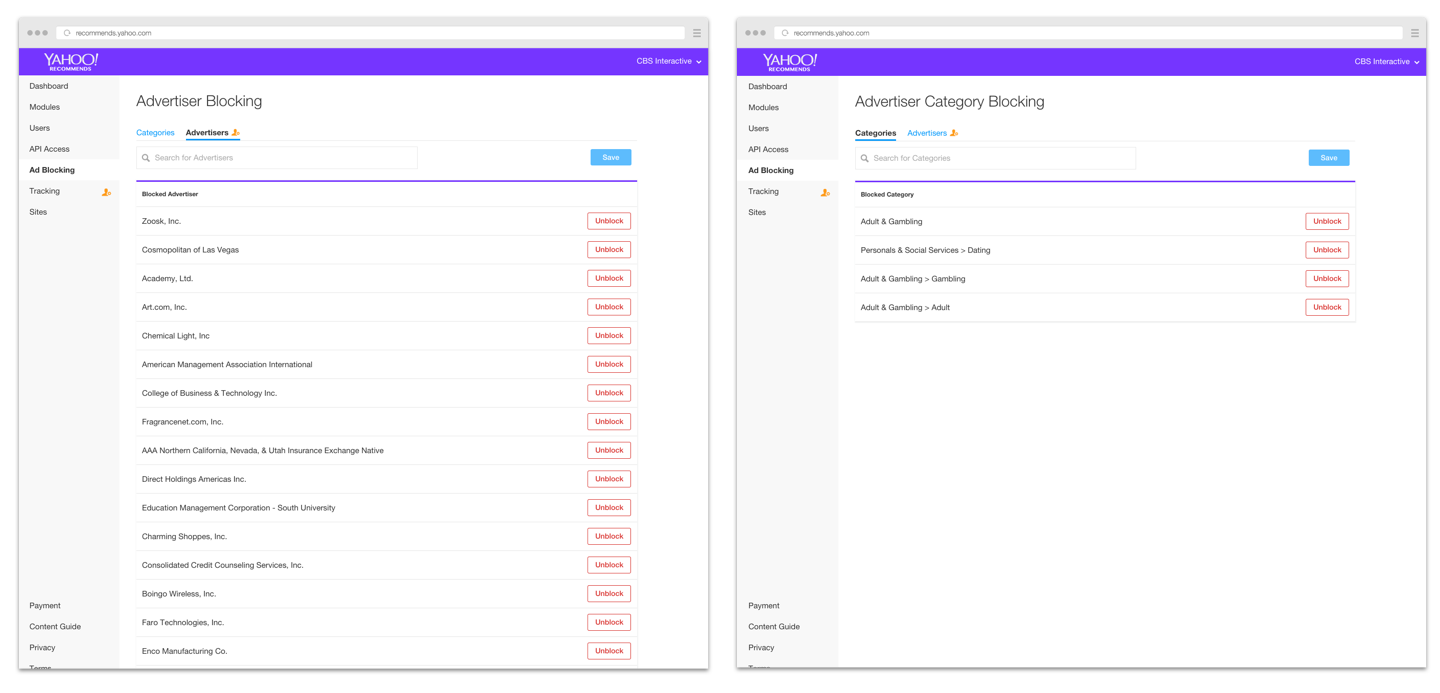 recommends.yahoo.com
YAHOO!
RECOMMENDS
CBS Interactive
Dashboard
Modules
Users
API Access
Ad Blocking
Tracking
Sites
Payment
Content Guide
Privacy
Terms
Advertiser Blocking
Categories Advertisers
Search for Advertisers Save
Blocked Advertiser
Zoosk, Inc. Unblock
Cosmopolitan of Las Vegas Unblock
Academy, Ltd. Unblock
Art.com, Inc. Unblock
Chemical Light, Inc Unblock
American Management Association International Unblock
College of Business & Technology Inc. Unblock
Fragrancenet.com, Inc. Unblock
AAA Northern California, Nevada, & Utah Insurance Exchange Native Unblock
Direct Holdings Americas Inc. Unblock
Education Management Corporation - South University Unblock
Charming Shoppes, Inc. Unblock
Consolidated Credit Counseling Services, Inc. Unblock
Boingo Wireless, Inc. Unblock
Faro Technologies, Inc. Unblock
Enco Manufacturing Co. Unblock
recommends.yahoo.com
YAHOO!
RECOMMENDS
CBS Interactive
Dashboard
Modules
Users
API Access
Ad Blocking
Tracking
Sites
Payment
Content Guide
Privacy
Terms
Advertiser Category Blocking
Categories Advertisers
Search for Categories Save
Blocked Category
Adult & Gambling Unblock
Personals & Social Services > Dating Unblock
Adult & Gambling > Gambling Unblock
Adult & Gambling > Adult Unblock